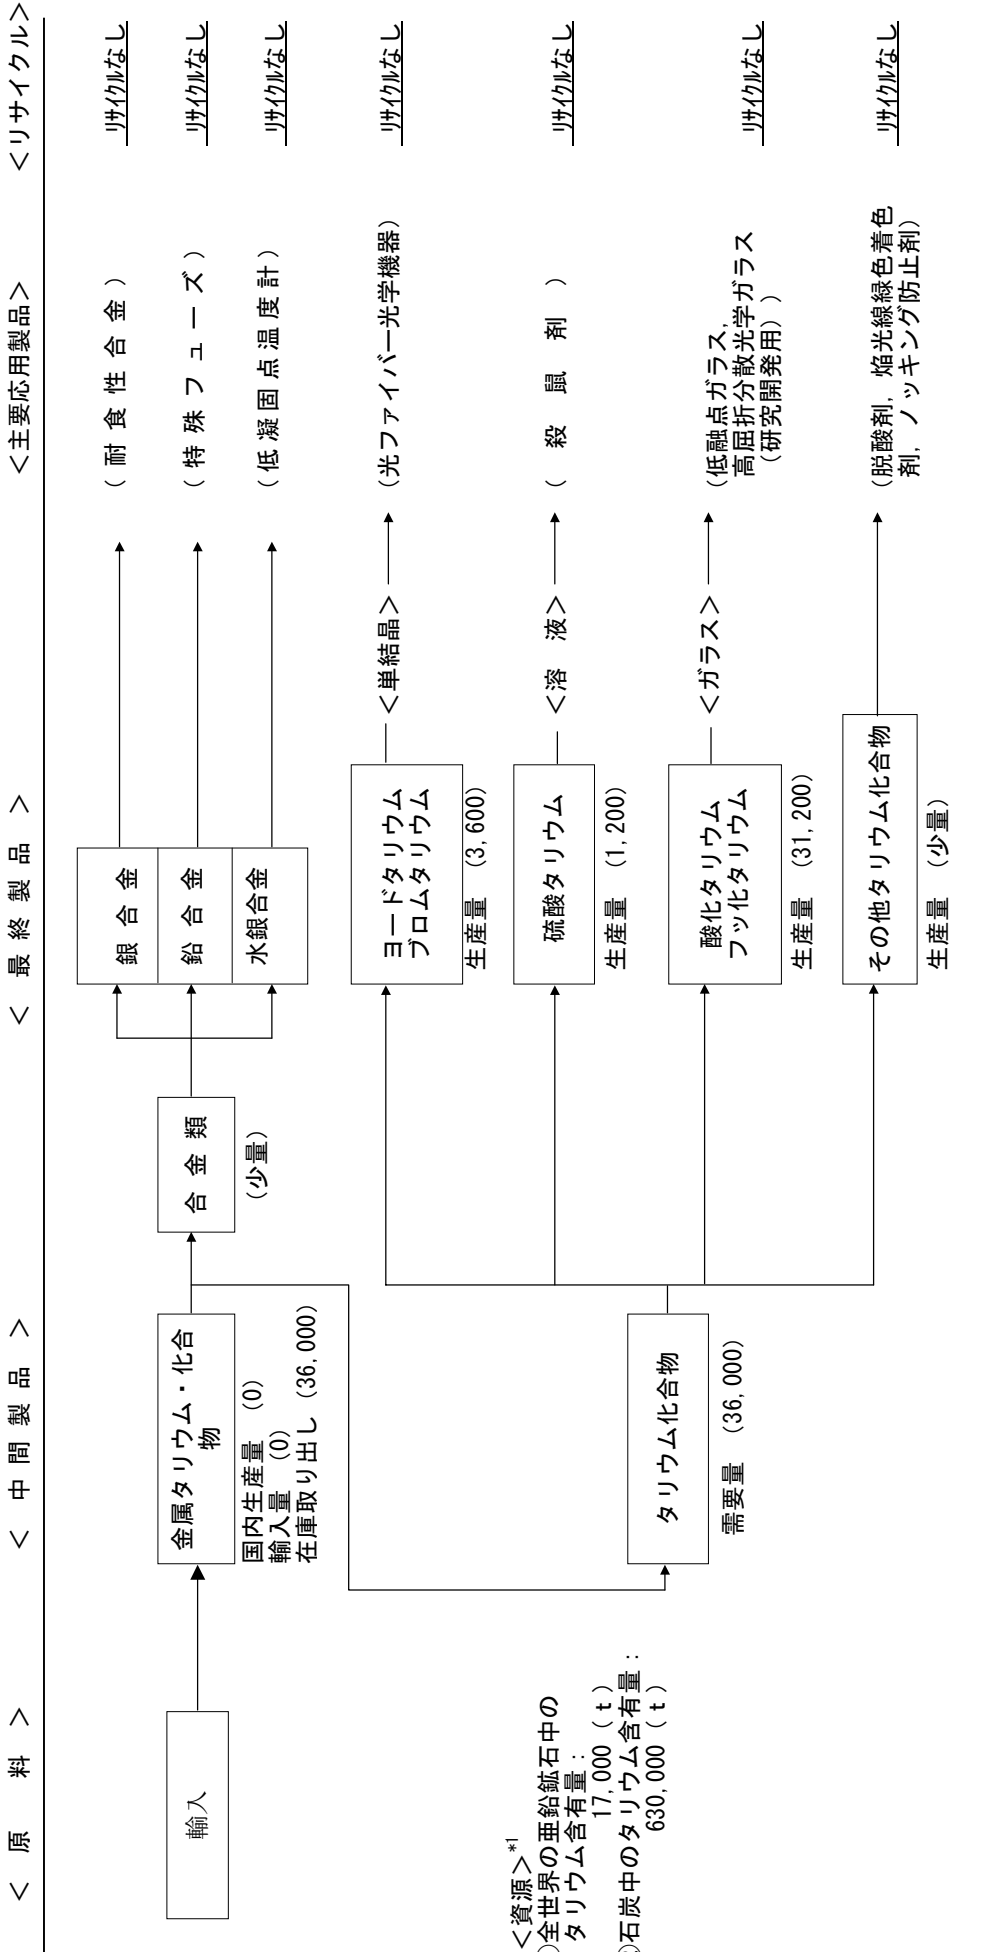 ＜ 原 料 ＞ ＜ 中 間 製 品 ＞ ＜ 最 終 製 品 ＞ ＜主要応用製品＞ ＜リサイクル＞
輸入
金属タリウム・化合
物
国内生産量 (0)
輸入量 (0)
在庫取り出し (36,000)
合 金 類
(少量)
銀 合 金
(耐食性合金)
リサイクルなし
鉛 合 金
(特殊フューズ)
リサイクルなし
水銀合金
(低凝固点温度計)
リサイクルなし
ヨードタリウム
ブロムタリウム
生産量 (3,600)
＜単結晶＞
(光ファイバー光学機器)
リサイクルなし
硫酸タリウム
生産量 (1,200)
＜溶 液＞
(殺鼠剤)
リサイクルなし
タリウム化合物
需要量 (36,000)
酸化タリウム
フッ化タリウム
生産量 (31,200)
＜ガラス＞
(低融点ガラス,
高屈折分散光学ガラス
(研究開発用))
リサイクルなし
その他タリウム化合物
生産量 (少量)
(脱酸剤, 焔光線緑色着色
剤, ノッキング防止剤)
リサイクルなし
＜資源＞*1
全世界の亜鉛鉱石中の
タリウム含有量:
17,000 (t)
石炭中のタリウム含有量:
630,000 (t)